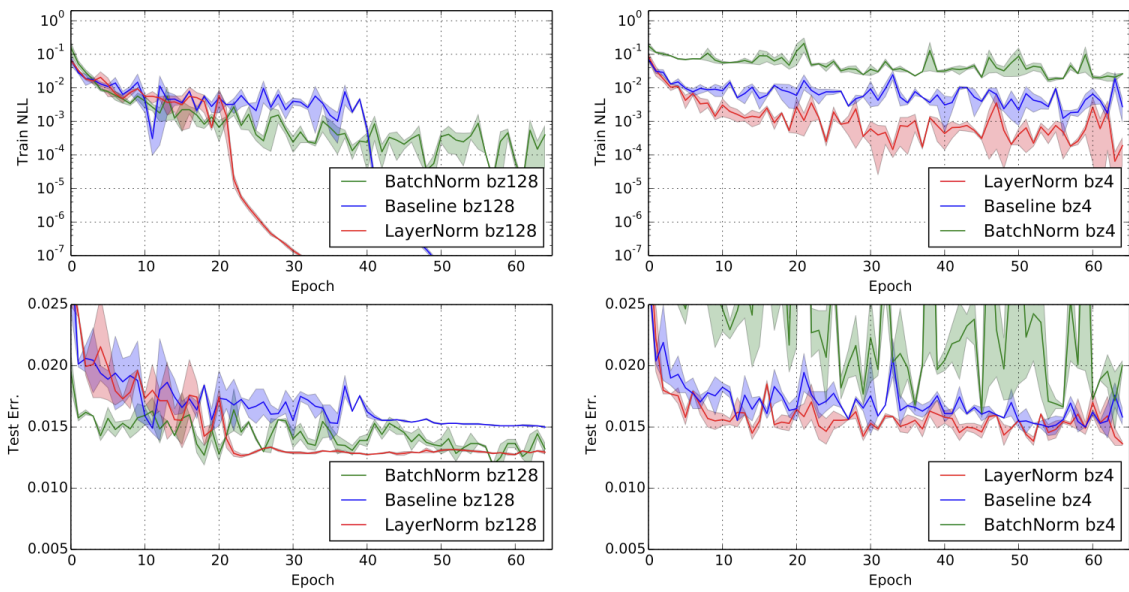 10^0
10^-1
10^-2
10^-3
10^-4
10^-5
10^-6
10^-7
Train NLL
BatchNorm bz128
Baseline bz128
LayerNorm bz128
0 10 20 30 40 50 60
Epoch
10^0
10^-1
10^-2
10^-3
10^-4
10^-5
10^-6
10^-7
Train NLL
LayerNorm bz4
Baseline bz4
BatchNorm bz4
0 10 20 30 40 50 60
Epoch
0.025
0.020
0.015
0.010
0.005
Test Err.
BatchNorm bz128
Baseline bz128
LayerNorm bz128
0 10 20 30 40 50 60
Epoch
0.025
0.020
0.015
0.010
0.005
Test Err.
LayerNorm bz4
Baseline bz4
BatchNorm bz4
0 10 20 30 40 50 60
Epoch